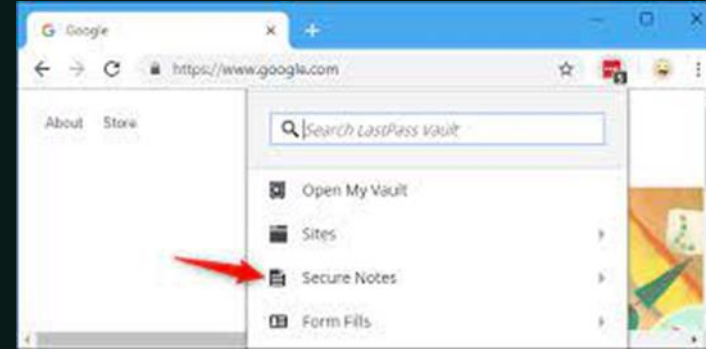 Google
https://www.google.com
About Store
Search LastPass Vault
Open My Vault
Sites
Secure Notes
Form Fills